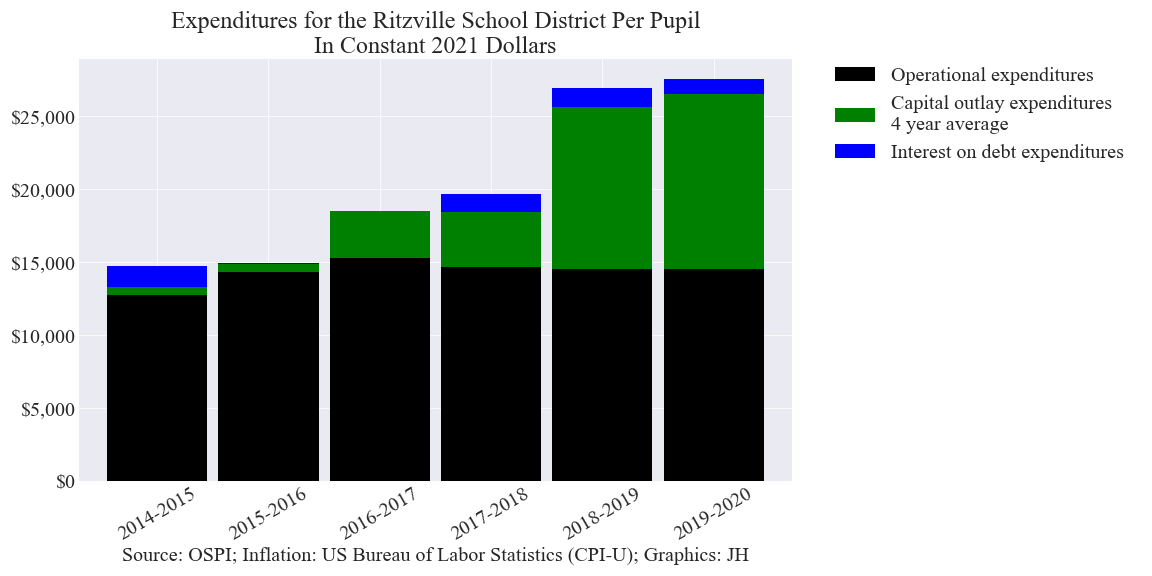 Expenditures for the Ritzville School District Per Pupil
In Constant 2021 Dollars
Operational expenditures
Capital outlay expenditures
4 year average
Interest on debt expenditures
$25,000
$20,000
$15,000
$10,000
$5,000
$0
2014-2015
2015-2016
2016-2017
2017-2018
2018-2019
2019-2020
Source: OSPI; Inflation: US Bureau of Labor Statistics (CPI-U); Graphics: JH